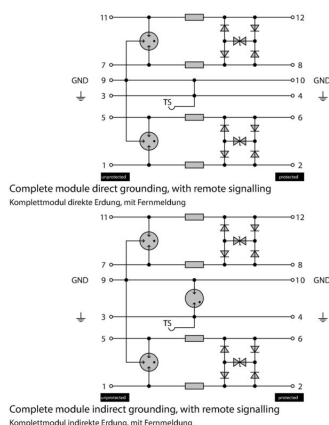 11 12
7 8
GND 9 10 GND
3 4
TS
5 6
1 2
unprotected protected
Complete module direct grounding, with remote signalling
Komplettmodul direkte Erdung, mit Fernmeldung
11 12
7 8
GND 9 10 GND
3 4
TS
5 6
1 2
unprotected protected
Complete module indirect grounding, with remote signalling
Komplettmodul indirekte Erdung, mit Fernmeldung